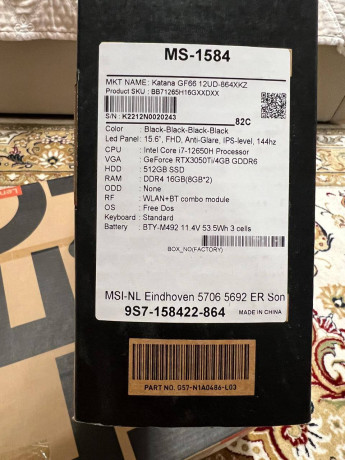 MS-1584
MKT NAME: Katana GF66 12UD-864XKZ
Product SKU : BB71265H16GXXDXX
S/N : K2212N0020243
82C
Color : Black-Black-Black-Black
Led Panel : 15.6", FHD, Anti-Glare, IPS-level, 144hz
CPU : Intel Core i7-12650H Processor
VGA : GeForce RTX3050Ti/4GB GDDR6
HDD : 512GB SSD
RAM : DDR4 16GB(8GB*2)
ODD : None
RF : WLAN+BT combo module
OS : Free Dos
Keyboard : Standard
Battery : BTY-M492 11.4V 53.5Wh 3 cells
BOX_NO(FACTORY)
MSI-NL Eindhoven 5706 5692 ER Son
9S7-158422-864
MADE IN CHINA
PART NO. G57-N1A0486-L03